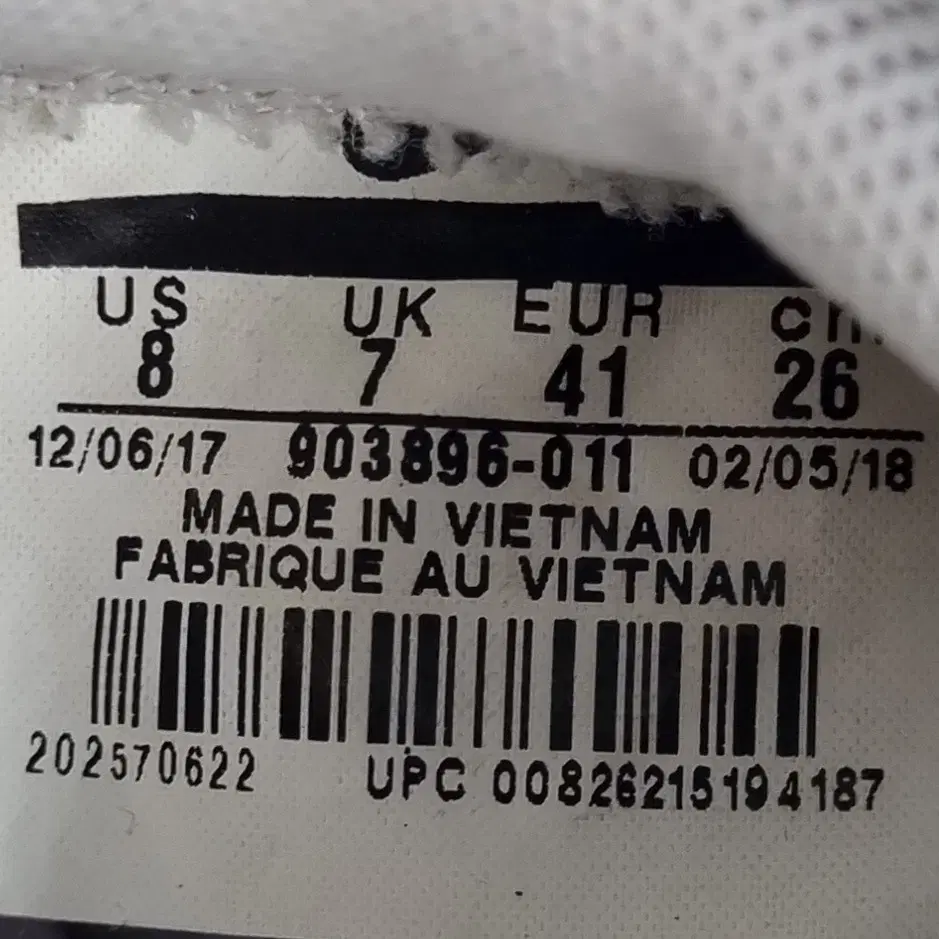 US UK EUR cm
8 7 41 26
12/06/17 903896-011 02/05/18
MADE IN VIETNAM
FABRIQUE AU VIETNAM
202570622 UPC 00826215194187